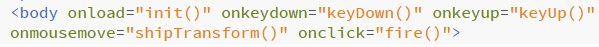 <body onload="init()" onkeydown="keyDown()" onkeyup="keyUp()"
onmousemove="shipTransform()" onclick="fire()">